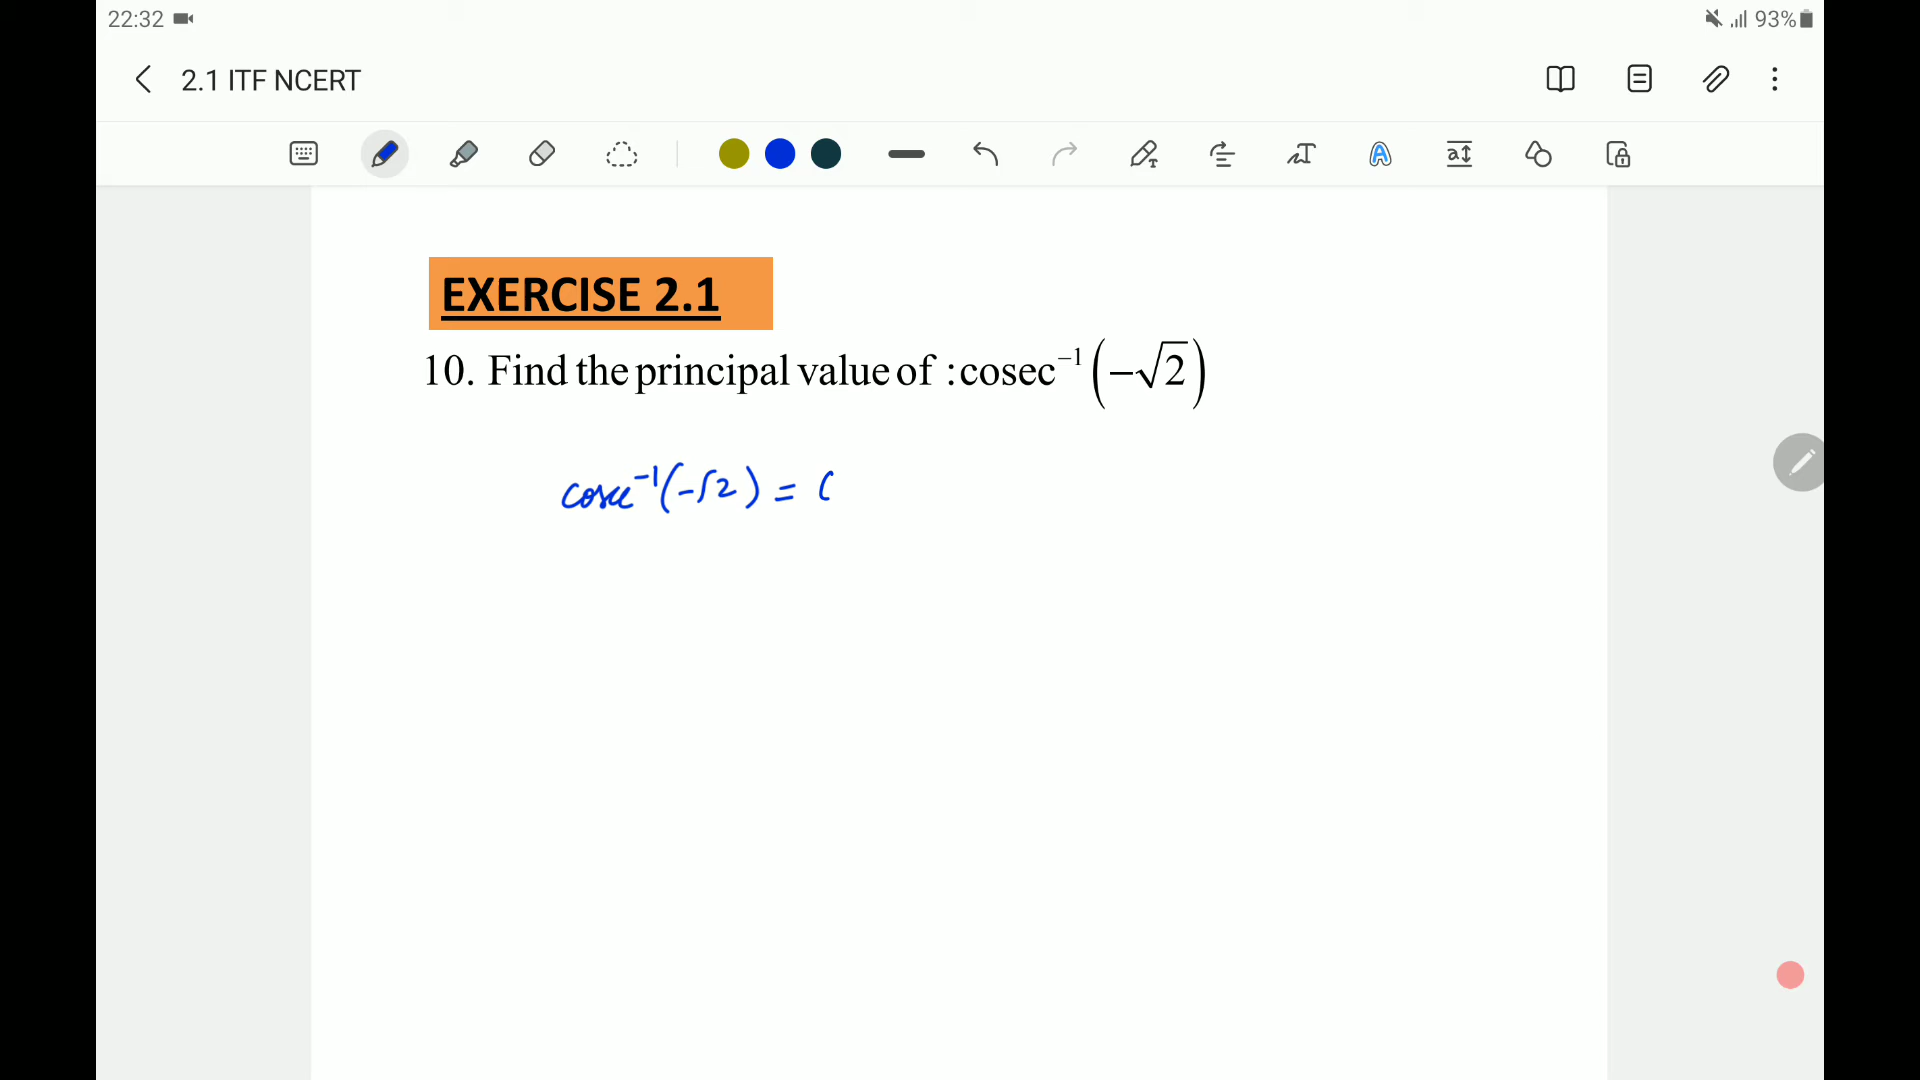 22:32 93%
2.1 ITF NCERT
EXERCISE 2.1
10. Find the principal value of : cosec⁻¹(−√2)
cosec⁻¹(-√2) = (